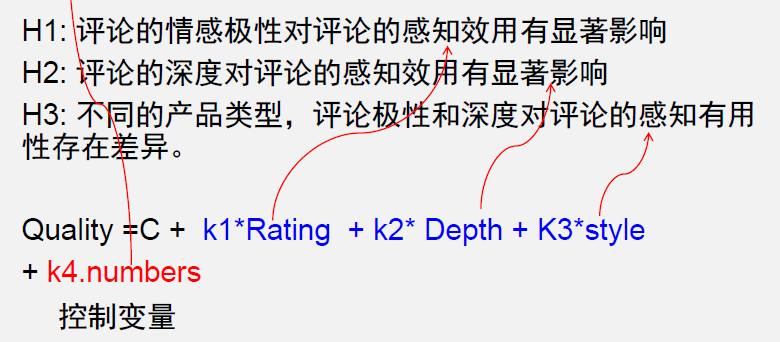 H1: 评论的情感极性对评论的感知效用有显著影响
H2: 评论的深度对评论的感知效用有显著影响
H3: 不同的产品类型，评论极性和深度对评论的感知有用
性存在差异。
Quality =C + k1*Rating + k2* Depth + K3*style
+ k4.numbers
控制变量